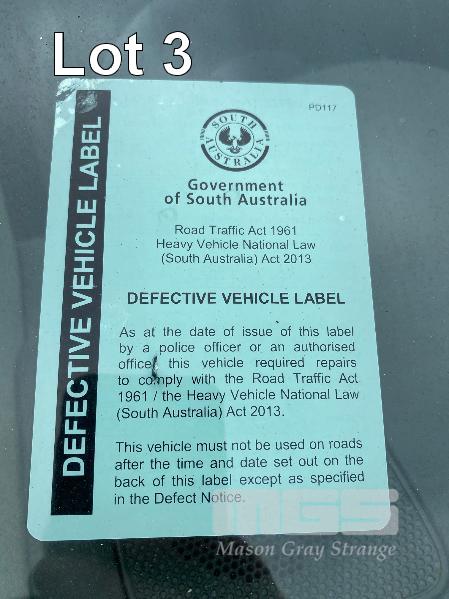 Lot 3
PD117
SOUTH
AUSTRALIA
Government
of South Australia
Road Traffic Act 1961
Heavy Vehicle National Law
(South Australia) Act 2013
DEFECTIVE VEHICLE LABEL
DEFECTIVE VEHICLE LABEL
As at the date of issue of this label
by a police officer or an authorised
officer this vehicle required repairs
to comply with the Road Traffic Act
1961 / the Heavy Vehicle National Law
(South Australia) Act 2013.
This vehicle must not be used on roads
after the time and date set out on the
back of this label except as specified
in the Defect Notice.
MGS
Mason Gray Strange